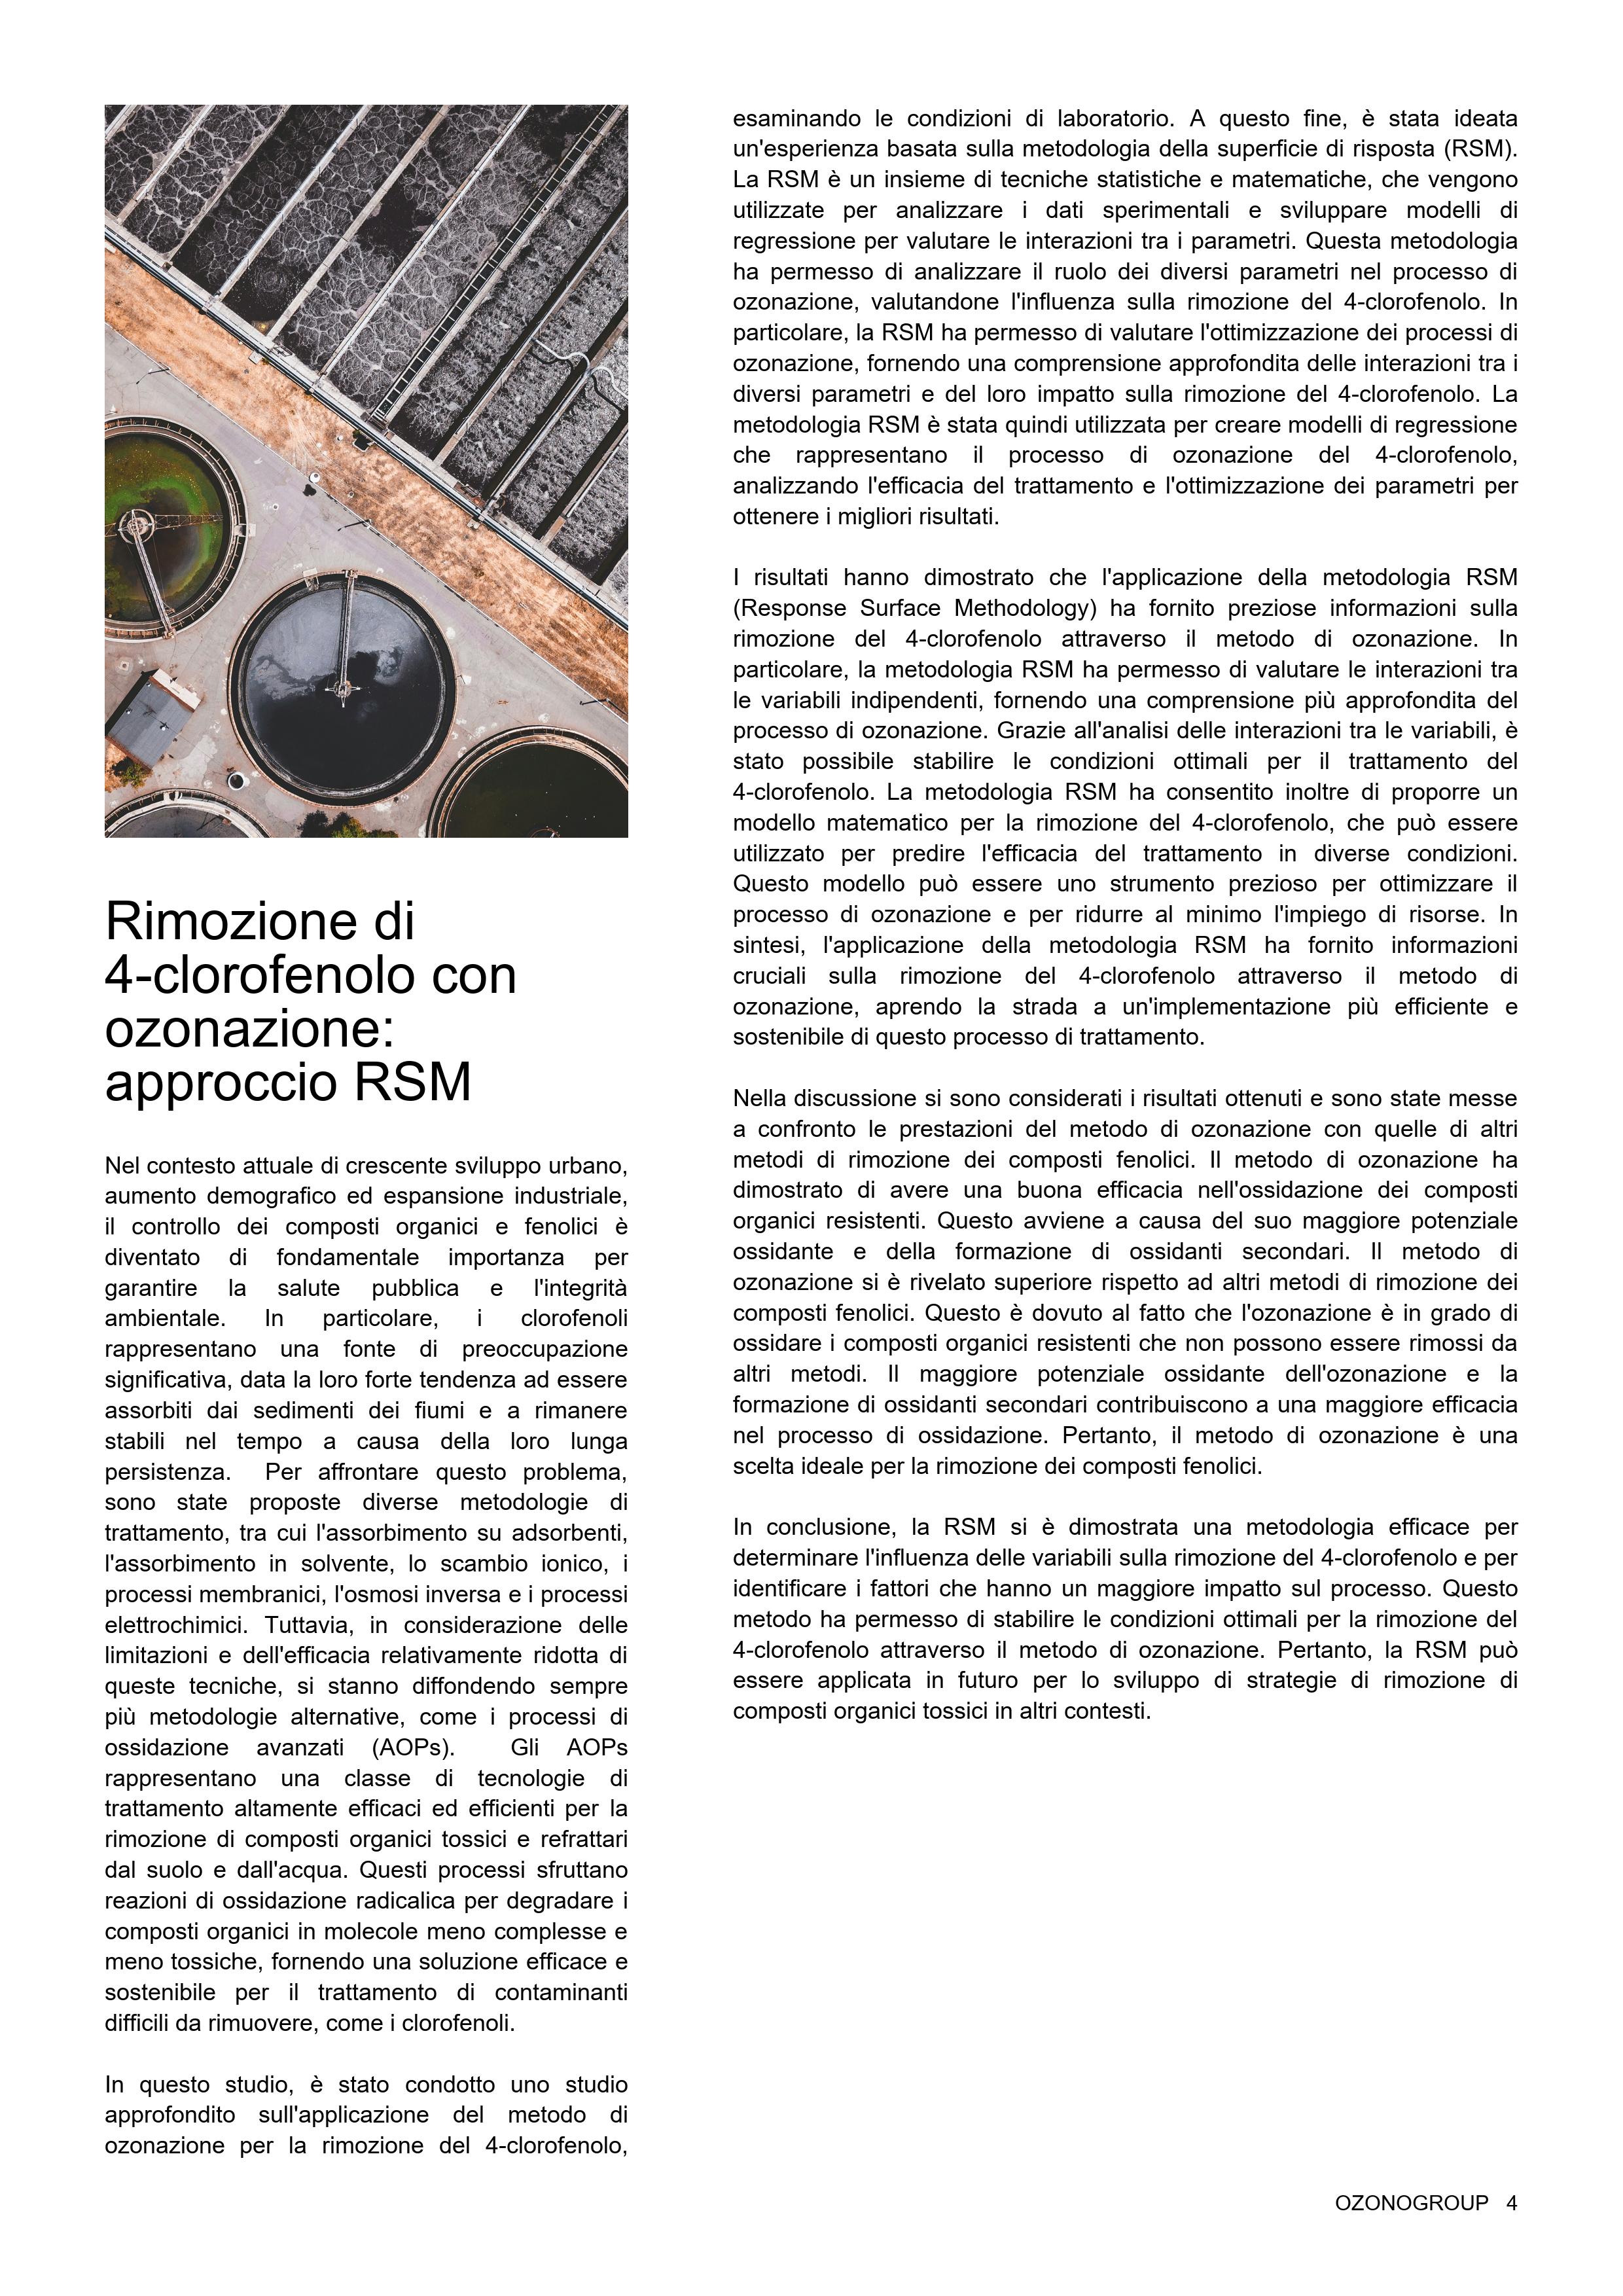 Rimozione di
4-clorofenolo con
ozonazione:
approccio RSM
Nel contesto attuale di crescente sviluppo urbano,
aumento demografico ed espansione industriale,
il controllo dei composti organici e fenolici è
diventato di fondamentale importanza per
garantire la salute pubblica e l'integrità
ambientale. In particolare, i clorofenoli
rappresentano una fonte di preoccupazione
significativa, data la loro forte tendenza ad essere
assorbiti dai sedimenti dei fiumi e a rimanere
stabili nel tempo a causa della loro lunga
persistenza. Per affrontare questo problema,
sono state proposte diverse metodologie di
trattamento, tra cui l'assorbimento su adsorbenti,
l'assorbimento in solvente, lo scambio ionico, i
processi membranici, l'osmosi inversa e i processi
elettrochimici. Tuttavia, in considerazione delle
limitazioni e dell'efficacia relativamente ridotta di
queste tecniche, si stanno diffondendo sempre
più metodologie alternative, come i processi di
ossidazione avanzati (AOPs). Gli AOPs
rappresentano una classe di tecnologie di
trattamento altamente efficaci ed efficienti per la
rimozione di composti organici tossici e refrattari
dal suolo e dall'acqua. Questi processi sfruttano
reazioni di ossidazione radicalica per degradare i
composti organici in molecole meno complesse e
meno tossiche, fornendo una soluzione efficace e
sostenibile per il trattamento di contaminanti
difficili da rimuovere, come i clorofenoli.
In questo studio, è stato condotto uno studio
approfondito sull'applicazione del metodo di
ozonazione per la rimozione del 4-clorofenolo,
esaminando le condizioni di laboratorio. A questo fine, è stata ideata
un'esperienza basata sulla metodologia della superficie di risposta (RSM).
La RSM è un insieme di tecniche statistiche e matematiche, che vengono
utilizzate per analizzare i dati sperimentali e sviluppare modelli di
regressione per valutare le interazioni tra i parametri. Questa metodologia
ha permesso di analizzare il ruolo dei diversi parametri nel processo di
ozonazione, valutandone l'influenza sulla rimozione del 4-clorofenolo. In
particolare, la RSM ha permesso di valutare l'ottimizzazione dei processi di
ozonazione, fornendo una comprensione approfondita delle interazioni tra i
diversi parametri e del loro impatto sulla rimozione del 4-clorofenolo. La
metodologia RSM è stata quindi utilizzata per creare modelli di regressione
che rappresentano il processo di ozonazione del 4-clorofenolo,
analizzando l'efficacia del trattamento e l'ottimizzazione dei parametri per
ottenere i migliori risultati.
I risultati hanno dimostrato che l'applicazione della metodologia RSM
(Response Surface Methodology) ha fornito preziose informazioni sulla
rimozione del 4-clorofenolo attraverso il metodo di ozonazione. In
particolare, la metodologia RSM ha permesso di valutare le interazioni tra
le variabili indipendenti, fornendo una comprensione più approfondita del
processo di ozonazione. Grazie all'analisi delle interazioni tra le variabili, è
stato possibile stabilire le condizioni ottimali per il trattamento del
4-clorofenolo. La metodologia RSM ha consentito inoltre di proporre un
modello matematico per la rimozione del 4-clorofenolo, che può essere
utilizzato per predire l'efficacia del trattamento in diverse condizioni.
Questo modello può essere uno strumento prezioso per ottimizzare il
processo di ozonazione e per ridurre al minimo l'impiego di risorse. In
sintesi, l'applicazione della metodologia RSM ha fornito informazioni
cruciali sulla rimozione del 4-clorofenolo attraverso il metodo di
ozonazione, aprendo la strada a un'implementazione più efficiente e
sostenibile di questo processo di trattamento.
Nella discussione si sono considerati i risultati ottenuti e sono state messe
a confronto le prestazioni del metodo di ozonazione con quelle di altri
metodi di rimozione dei composti fenolici. Il metodo di ozonazione ha
dimostrato di avere una buona efficacia nell'ossidazione dei composti
organici resistenti. Questo avviene a causa del suo maggiore potenziale
ossidante e della formazione di ossidanti secondari. Il metodo di
ozonazione si è rivelato superiore rispetto ad altri metodi di rimozione dei
composti fenolici. Questo è dovuto al fatto che l'ozonazione è in grado di
ossidare i composti organici resistenti che non possono essere rimossi da
altri metodi. Il maggiore potenziale ossidante dell'ozonazione e la
formazione di ossidanti secondari contribuiscono a una maggiore efficacia
nel processo di ossidazione. Pertanto, il metodo di ozonazione è una
scelta ideale per la rimozione dei composti fenolici.
In conclusione, la RSM si è dimostrata una metodologia efficace per
determinare l'influenza delle variabili sulla rimozione del 4-clorofenolo e per
identificare i fattori che hanno un maggiore impatto sul processo. Questo
metodo ha permesso di stabilire le condizioni ottimali per la rimozione del
4-clorofenolo attraverso il metodo di ozonazione. Pertanto, la RSM può
essere applicata in futuro per lo sviluppo di strategie di rimozione di
composti organici tossici in altri contesti.
OZONOGROUP 4